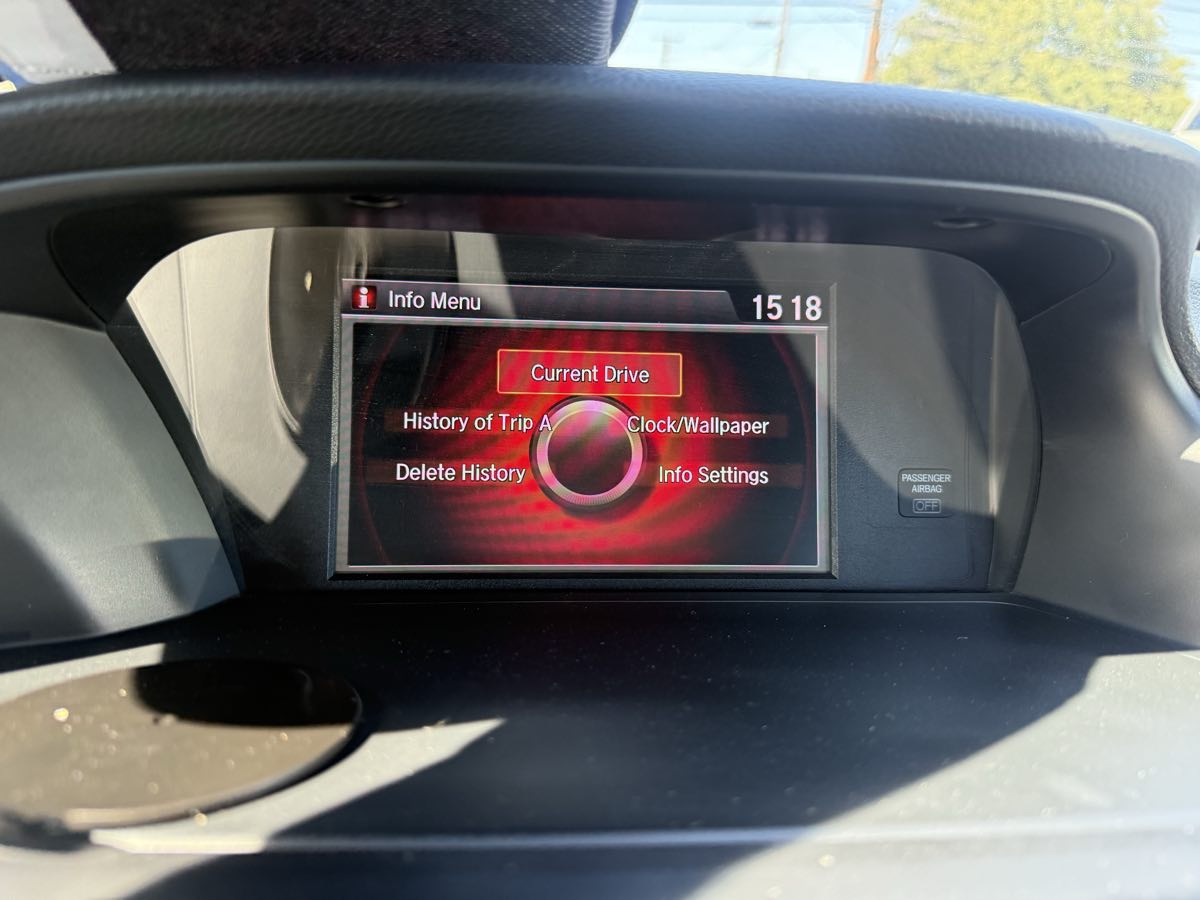 i Info Menu 15 18
Current Drive
History of Trip A Clock/Wallpaper
Delete History Info Settings
PASSENGER
AIRBAG
OFF